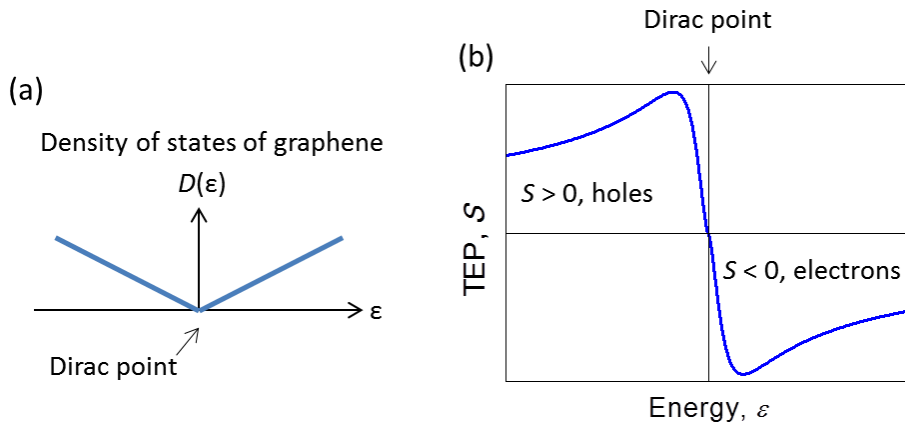 (a)
Density of states of graphene
D(ε)
ε
Dirac point
(b)
Dirac point
TEP, S
S > 0, holes
S < 0, electrons
Energy, ε